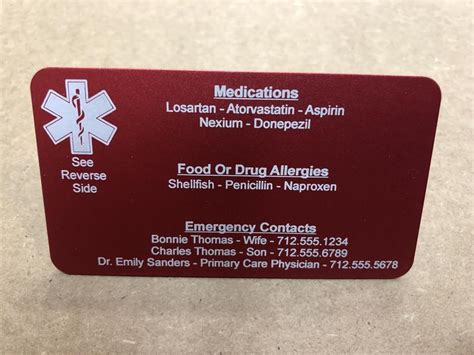 Medications
Losartan - Atorvastatin - Aspirin
Nexium - Donepezil
See
Reverse
Side
Food Or Drug Allergies
Shellfish - Penicillin - Naproxen
Emergency Contacts
Bonnie Thomas - Wife - 712.555.1234
Charles Thomas - Son - 712.555.6789
Dr. Emily Sanders - Primary Care Physician - 712.555.5678